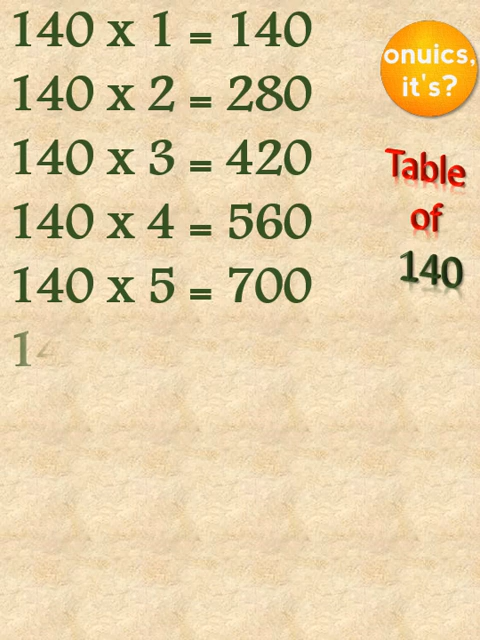 140 x 1 = 140
140 x 2 = 280
140 x 3 = 420
140 x 4 = 560
140 x 5 = 700
1
onuics,
it's?
Table
of
140